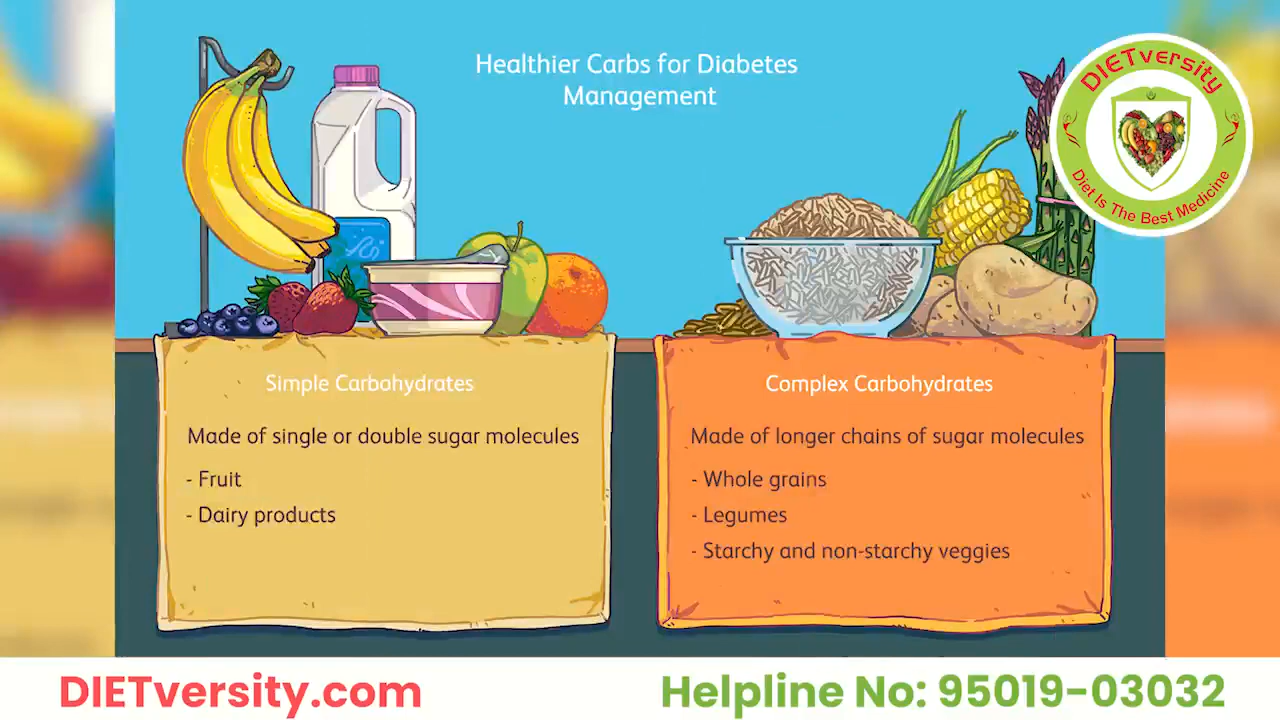 Healthier Carbs for Diabetes
Management
DIETversity
Diet Is The Best Medicine
Simple Carbohydrates
Made of single or double sugar molecules
- Fruit
- Dairy products
Complex Carbohydrates
Made of longer chains of sugar molecules
- Whole grains
- Legumes
- Starchy and non-starchy veggies
DIETversity.com
Helpline No: 95019-03032